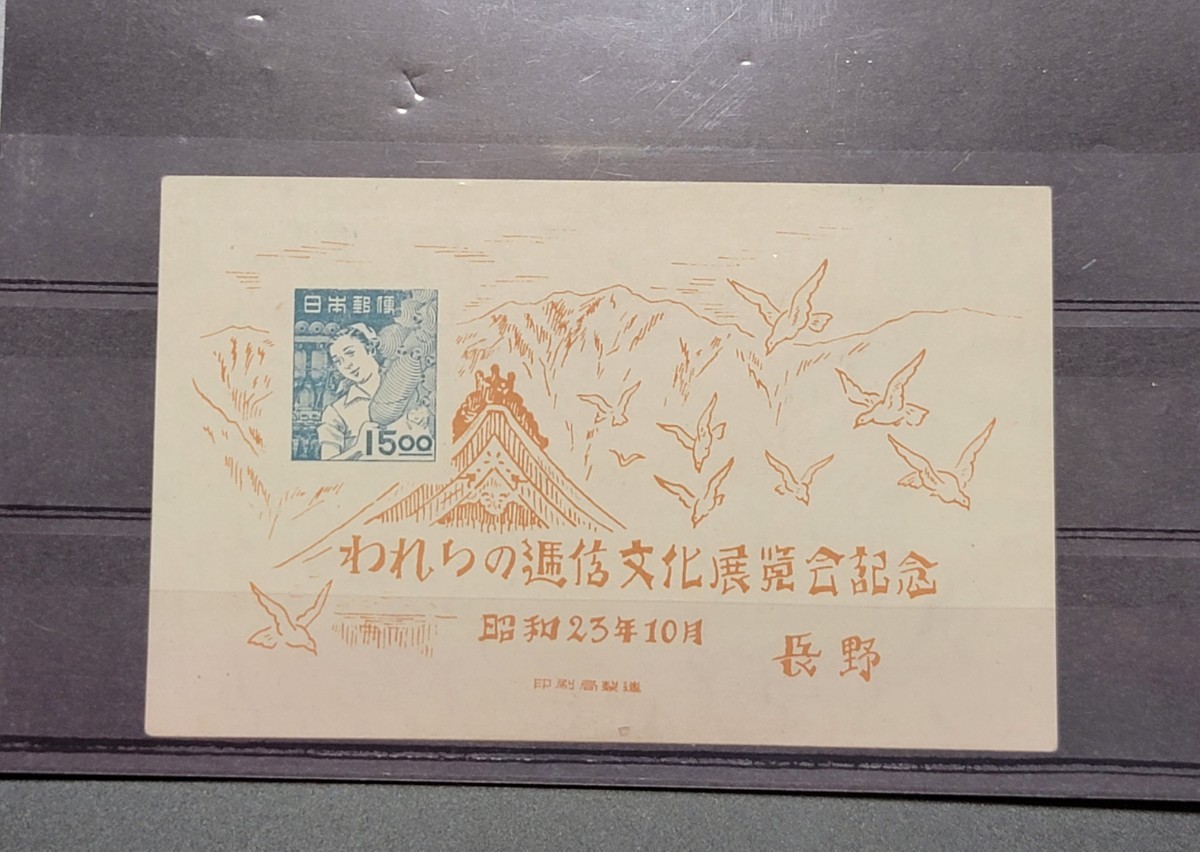 日本郵便
15.00
われらの逓信文化展覧会記念
昭和23年10月
長野
印刷局製造